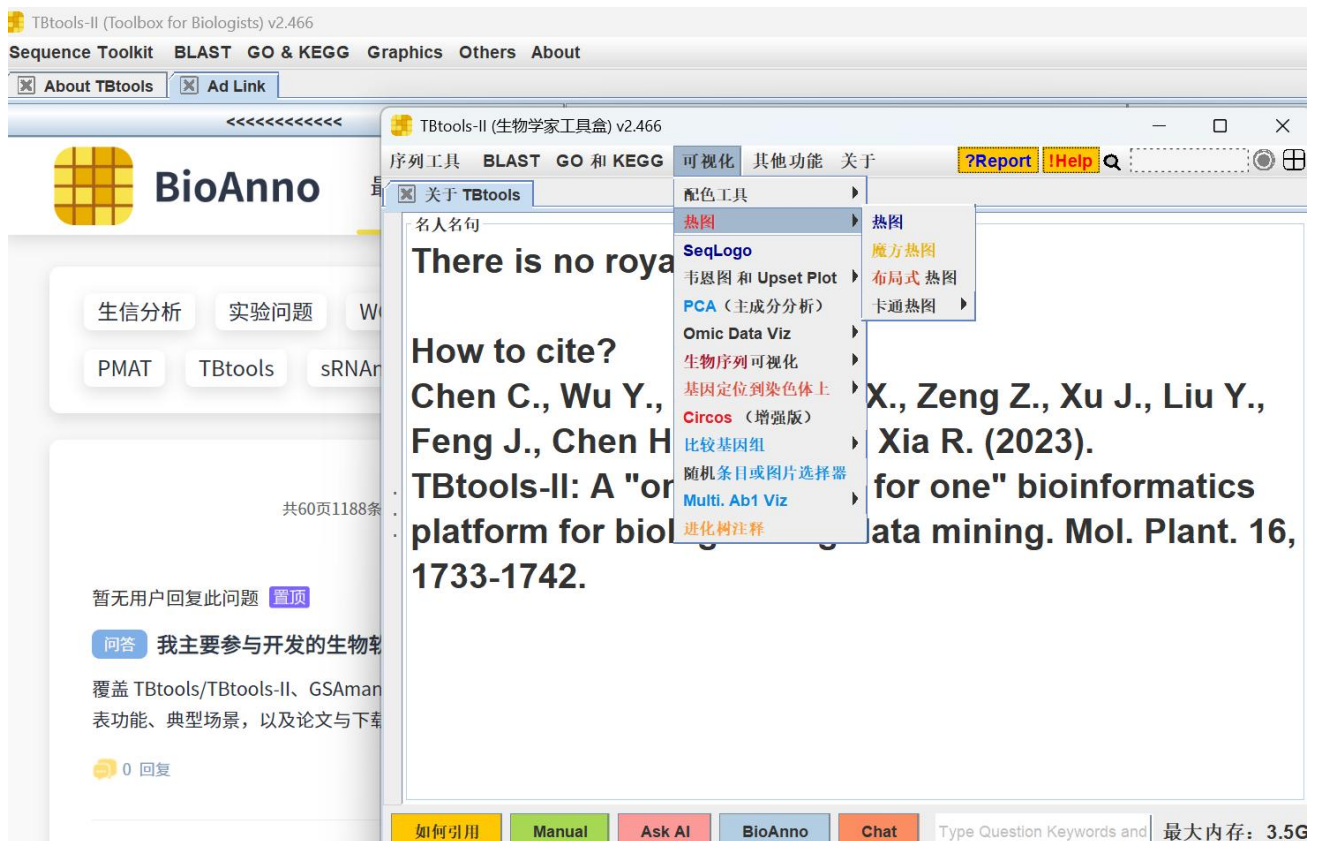 TBtools-II (Toolbox for Biologists) v2.466
Sequence Toolkit BLAST GO & KEGG Graphics Others About
About TBtools Ad Link
<<<<<<<<<<<<
BioAnno
生信分析 实验问题
PMAT TBtools
共60页1188条
暂无用户回复此问题 置顶
问答 我主要参与开发的生物软
覆盖 TBtools/TBtools-II、GSAman
表功能、典型场景，以及论文与下载
0 回复
TBtools-II (生物学家工具盒) v2.466
序列工具 BLAST GO 和 KEGG 可视化 其他功能 关于 ?Report !Help
关于 TBtools
名人名句
There is no roya
How to cite?
Chen C., Wu Y., X., Zeng Z., Xu J., Liu Y.,
Feng J., Chen H Xia R. (2023).
TBtools-II: A "or for one" bioinformatics
platform for biol data mining. Mol. Plant. 16,
1733-1742.
配色工具
热图
SeqLogo
韦恩图 和 Upset Plot
PCA（主成分分析）
Omic Data Viz
生物序列可视化
基因定位到染色体上
Circos （增强版）
比较基因组
随机条目或图片选择器
Multi. Ab1 Viz
进化树注释
热图
魔方热图
布局式 热图
卡通热图
如何引用 Manual Ask AI BioAnno Chat Type Question Keywords and 最大内存：3.5G